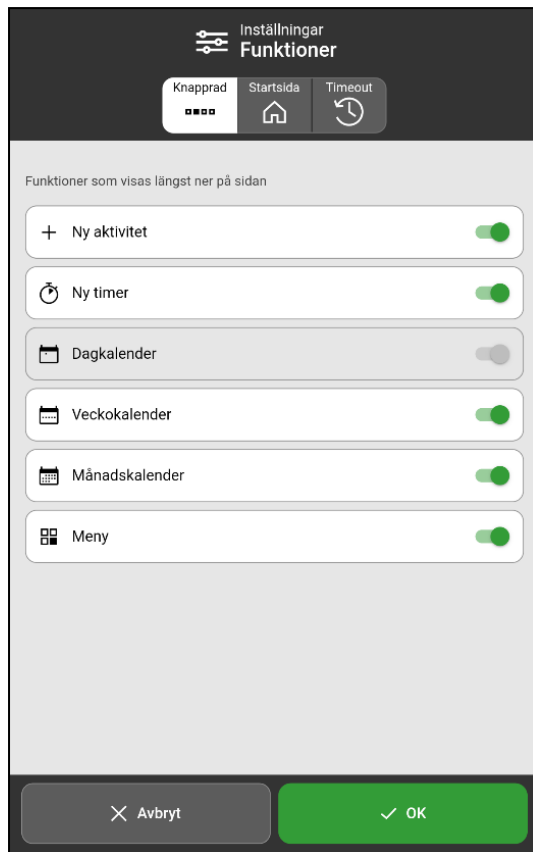 Inställningar
Funktioner
Knapprad
Startsida
Timeout
Funktioner som visas längst ner på sidan
Ny aktivitet
Ny timer
Dagkalender
Veckokalender
Månadskalender
Meny
Avbryt
OK